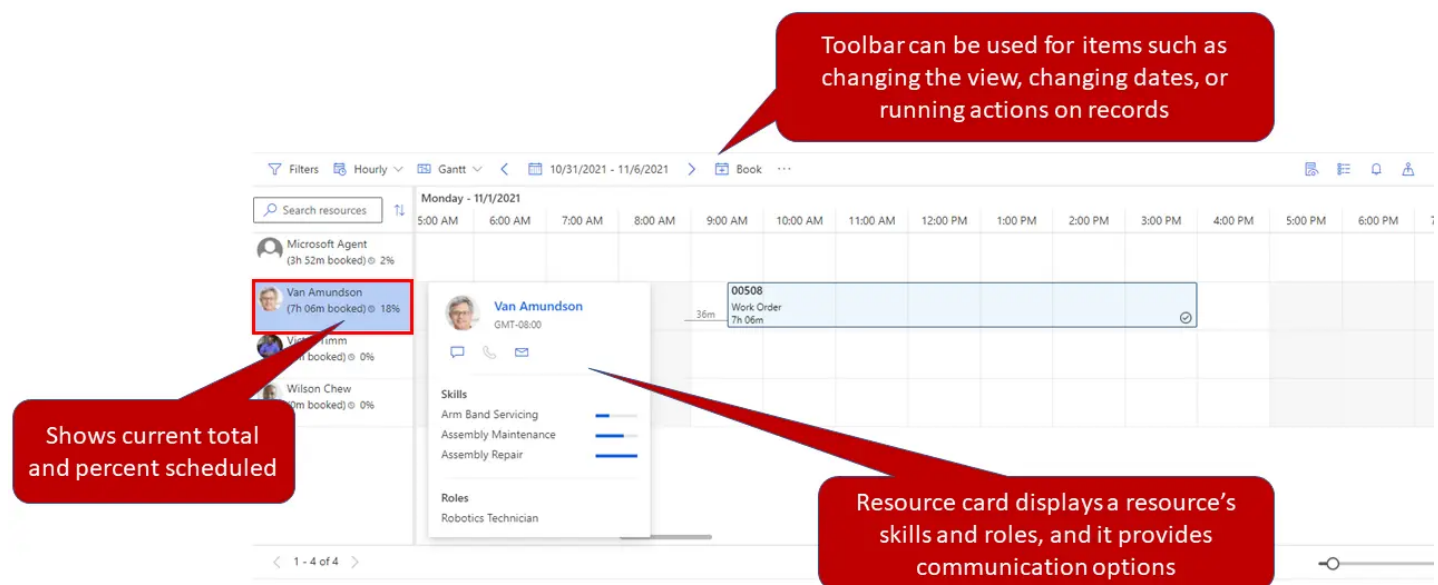 Toolbar can be used for items such as
changing the view, changing dates, or
running actions on records
Filters Hourly Gantt 10/31/2021 - 11/6/2021 Book ...
Search resources
Monday - 11/1/2021
5:00 AM 6:00 AM 7:00 AM 8:00 AM 9:00 AM 10:00 AM 11:00 AM 12:00 PM 1:00 PM 2:00 PM 3:00 PM 4:00 PM 5:00 PM 6:00 PM
Microsoft Agent
(3h 52m booked) 2%
Van Amundson
(7h 06m booked) 18%
Timm
booked) 0%
Wilson Chew
0m booked) 0%
Van Amundson
GMT-08:00
Skills
Arm Band Servicing
Assembly Maintenance
Assembly Repair
Roles
Robotics Technician
36m
00508
Work Order
7h 06m
Shows current total
and percent scheduled
Resource card displays a resource’s
skills and roles, and it provides
communication options
1 - 4 of 4